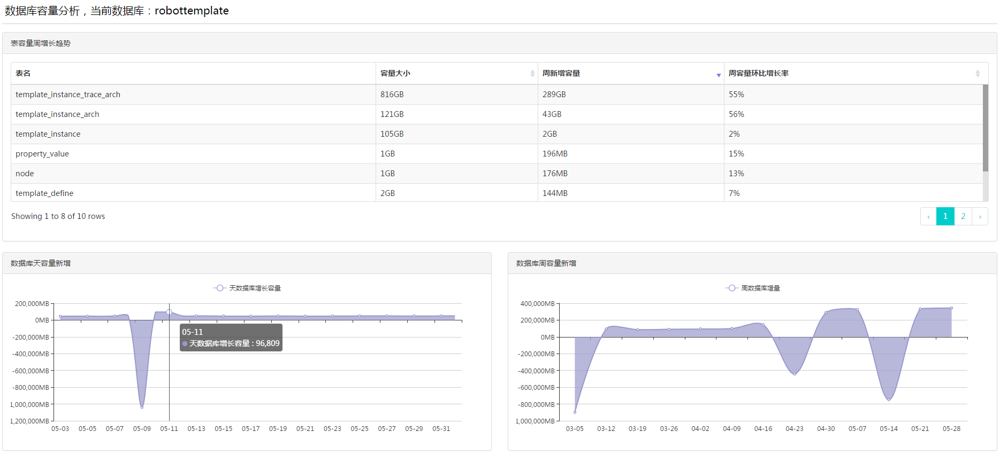 数据库容量分析，当前数据库：robottemplate
表容量周增长趋势
表名 容量大小 周新增容量 周容量环比增长率
template_instance_trace_arch 816GB 289GB 55%
template_instance_arch 121GB 43GB 56%
template_instance 105GB 2GB 2%
property_value 1GB 196MB 15%
node 1GB 176MB 13%
template_define 2GB 144MB 7%
Showing 1 to 8 of 10 rows
‹ 1 2 ›
数据库天容量新增
天数据库增长容量
200,000MB
0MB
-200,000MB
-400,000MB
-600,000MB
-800,000MB
1,000,000MB
1,200,000MB
05-11
天数据库增长容量 : 96,809
05-03 05-05 05-07 05-09 05-11 05-13 05-15 05-17 05-19 05-21 05-23 05-25 05-27 05-29 05-31
数据库周容量新增
周数据库增量
400,000MB
200,000MB
0MB
-200,000MB
-400,000MB
-600,000MB
-800,000MB
1,000,000MB
03-05 03-12 03-19 03-26 04-02 04-09 04-16 04-23 04-30 05-07 05-14 05-21 05-28